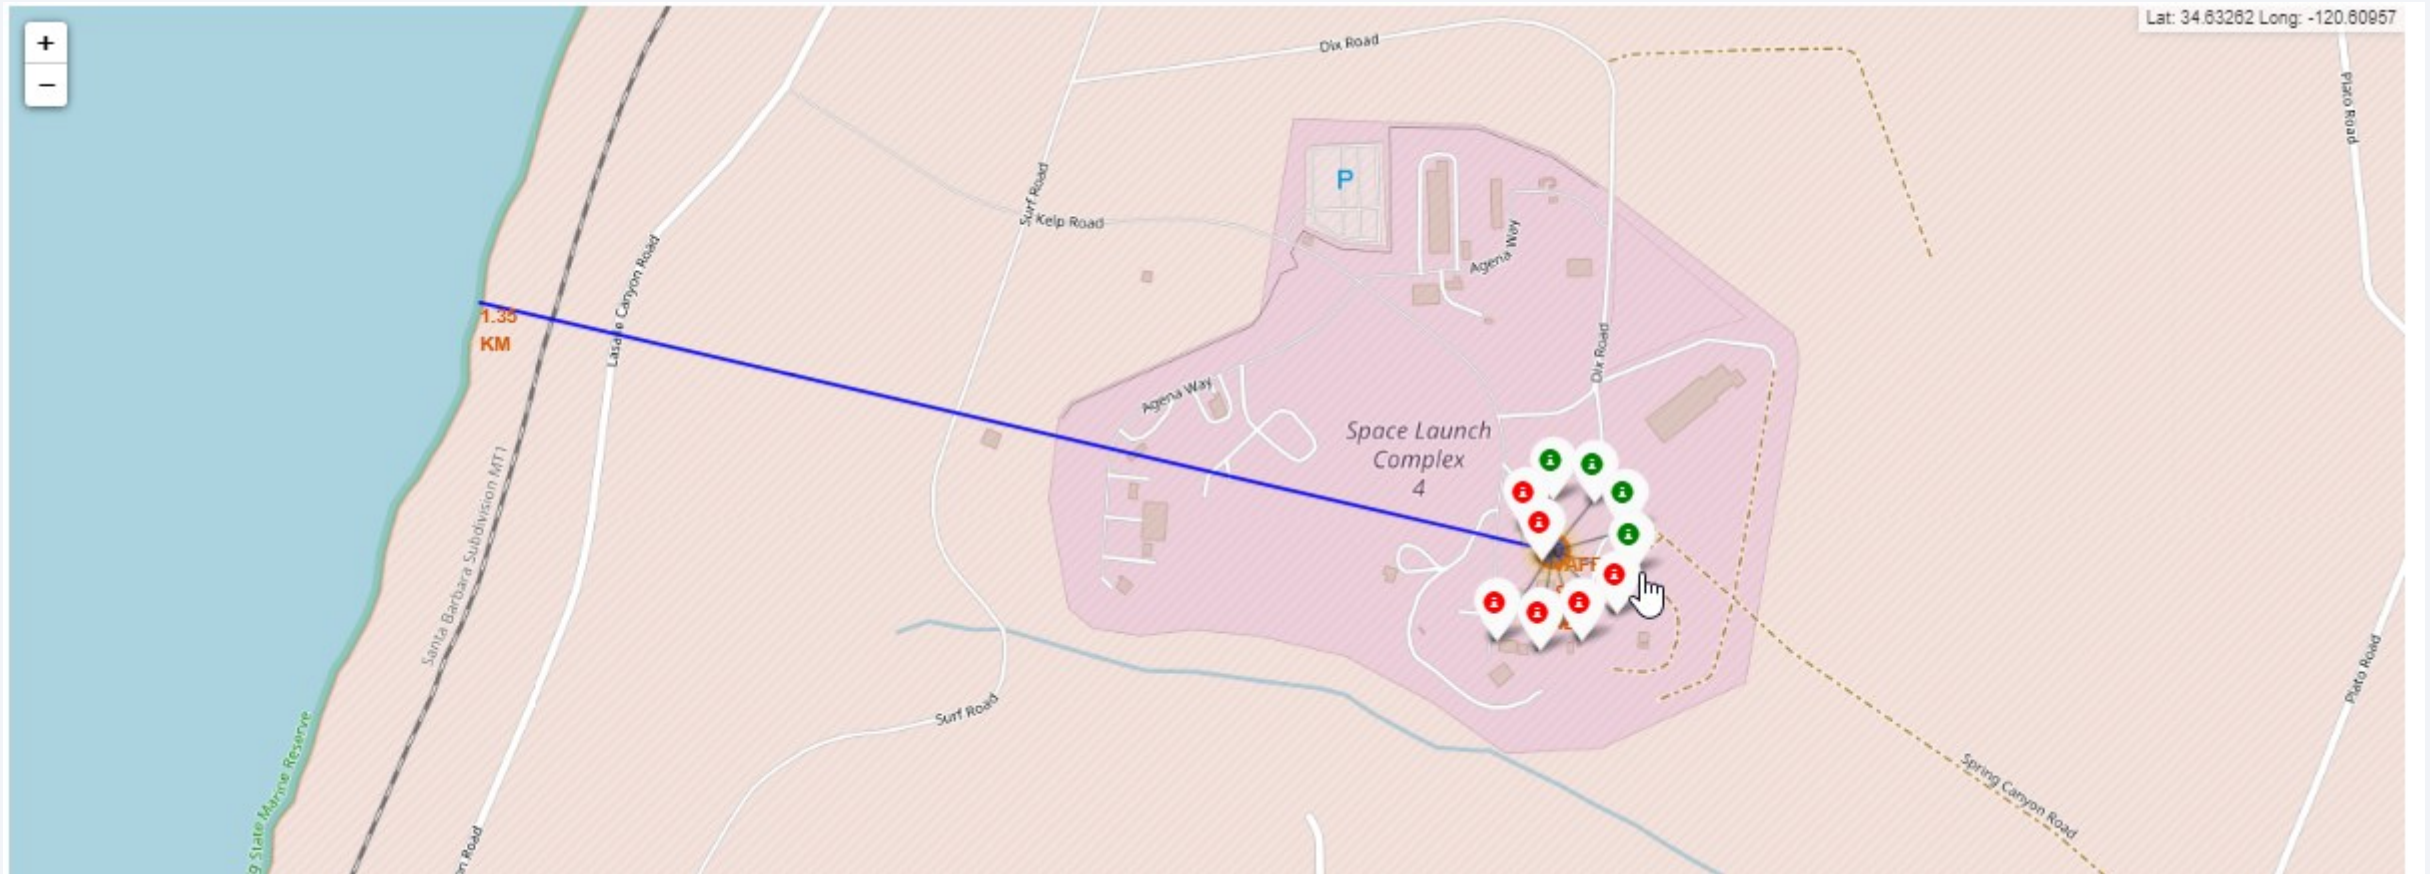 +
−
Lat: 34.63262 Long: -120.60957
Dix Road
Plato Road
P
Surf Road
Kelp Road
Agena Way
1.35
KM
Dix Road
Agena Way
Space Launch
Complex
4
Santa Barbara Subdivision MT1
Surf Road
Plato Road
Spring Canyon Road
State Marine Reserve
Road